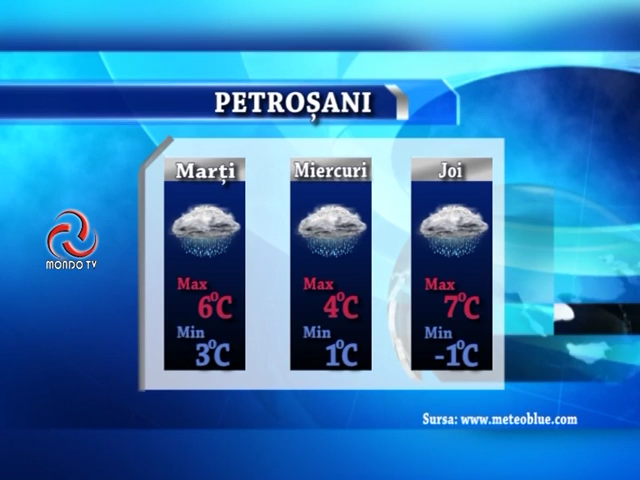 PETROȘANI
Marți
Max
6°C
Min
3°C
Miercuri
Max
4°C
Min
1°C
Joi
Max
7°C
Min
-1°C
MONDO TV
Sursa: www.meteoblue.com